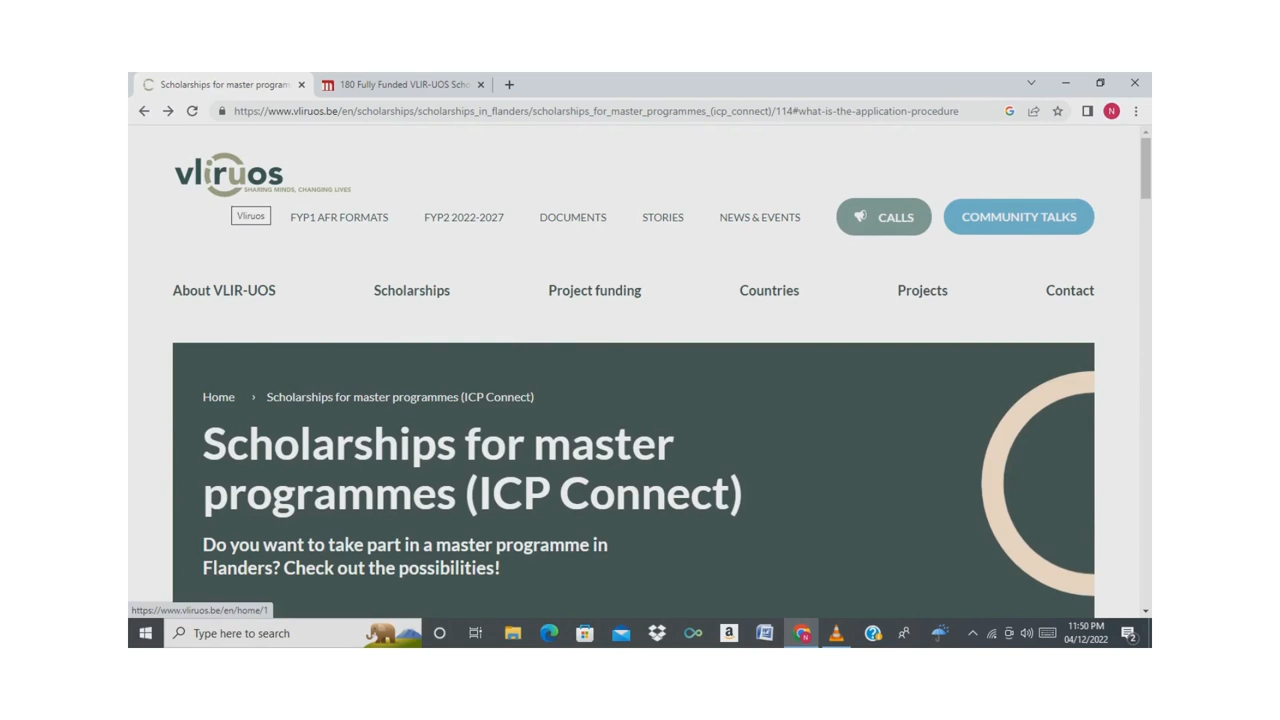 Scholarships for master program
180 Fully Funded VLIR-UOS Scho
https://www.vliruos.be/en/scholarships/scholarships_in_flanders/scholarships_for_master_programmes_(icp_connect)/114#what-is-the-application-procedure
N
vliruos
SHARING MINDS, CHANGING LIVES
Vliruos
FYP1 AFR FORMATS
FYP2 2022-2027
DOCUMENTS
STORIES
NEWS & EVENTS
CALLS
COMMUNITY TALKS
About VLIR-UOS
Scholarships
Project funding
Countries
Projects
Contact
Home › Scholarships for master programmes (ICP Connect)
Scholarships for master
programmes (ICP Connect)
Do you want to take part in a master programme in
Flanders? Check out the possibilities!
https://www.vliruos.be/en/home/1
Type here to search
11:50 PM
04/12/2022
2